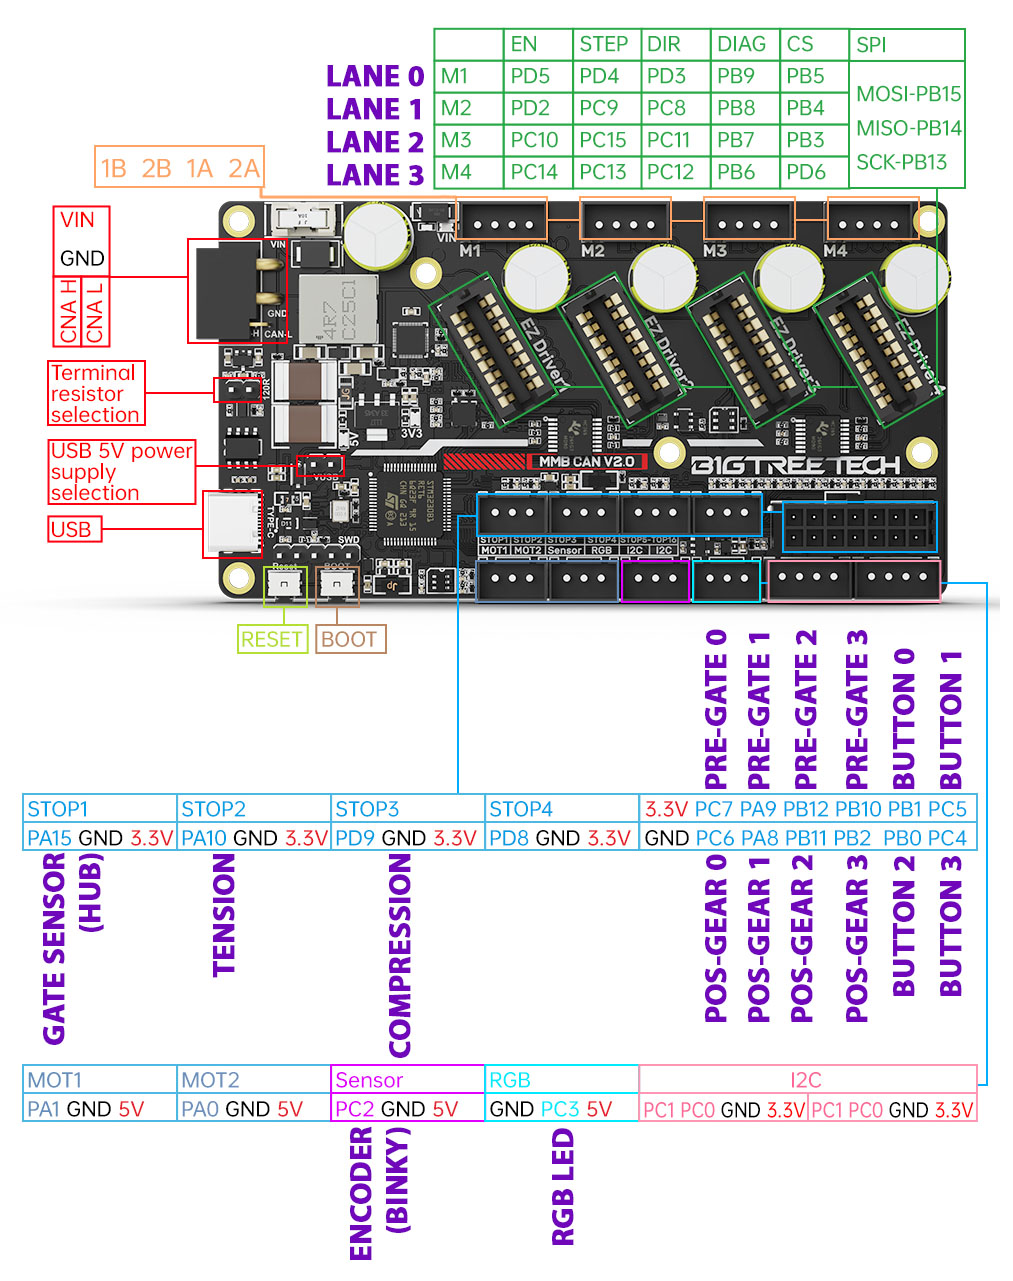 EN STEP DIR DIAG CS SPI
LANE 0 M1 PD5 PD4 PD3 PB9 PB5
LANE 1 M2 PD2 PC9 PC8 PB8 PB4
LANE 2 M3 PC10 PC15 PC11 PB7 PB3
LANE 3 M4 PC14 PC13 PC12 PB6 PD6
MOSI-PB15
MISO-PB14
SCK-PB13
1B 2B 1A 2A
VIN
GND
CNA H
CNA L
Terminal
resistor
selection
USB 5V power
supply
selection
USB
VIN
VIN
M1
M2
M3
M4
GND
H CAN-L
4R7
C25C1
120R
EZ Driver1
EZ Driver2
EZ Driver3
EZ Driver4
3V3
5V
VUSB
MMB CAN V2.0
BIGTREETECH
TYPE-C
SWD
Reset
BOOT
STOP1 STOP2 STOP3 STOP4 STOP5-STOP16
MOT1 MOT2 Sensor RGB I2C I2C
RESET
BOOT
PRE-GATE 0
PRE-GATE 1
PRE-GATE 2
PRE-GATE 3
BUTTON 0
BUTTON 1
STOP1 STOP2 STOP3 STOP4 3.3V PC7 PA9 PB12 PB10 PB1 PC5
PA15 GND 3.3V PA10 GND 3.3V PD9 GND 3.3V PD8 GND 3.3V GND PC6 PA8 PB11 PB2 PB0 PC4
GATE SENSOR
(HUB)
TENSION
COMPRESSION
POS-GEAR 0
POS-GEAR 1
POS-GEAR 2
POS-GEAR 3
BUTTON 2
BUTTON 3
MOT1 MOT2 Sensor RGB I2C
PA1 GND 5V PA0 GND 5V PC2 GND 5V GND PC3 5V PC1 PC0 GND 3.3V PC1 PC0 GND 3.3V
ENCODER
(BINKY)
RGB LED